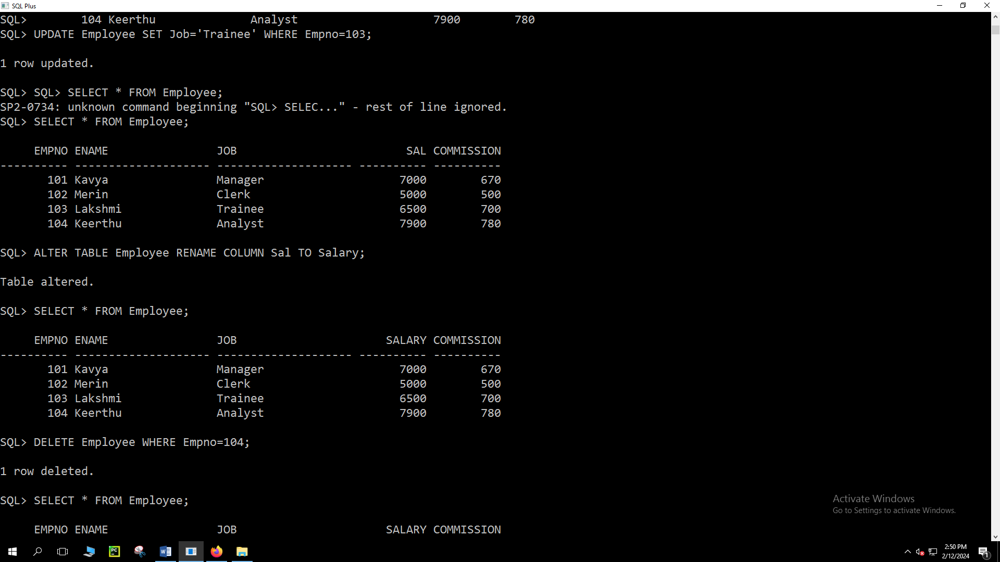 SQL Plus
SQL>        104 Keerthu              Analyst                    7900        780
SQL> UPDATE Employee SET Job='Trainee' WHERE Empno=103;
1 row updated.
SQL> SQL> SELECT * FROM Employee;
SP2-0734: unknown command beginning "SQL> SELEC..." - rest of line ignored.
SQL> SELECT * FROM Employee;
     EMPNO ENAME                JOB                         SAL COMMISSION
---------- -------------------- -------------------- ---------- ----------
       101 Kavya                Manager                    7000        670
       102 Merin                Clerk                      5000        500
       103 Lakshmi              Trainee                    6500        700
       104 Keerthu              Analyst                    7900        780
SQL> ALTER TABLE Employee RENAME COLUMN Sal TO Salary;
Table altered.
SQL> SELECT * FROM Employee;
     EMPNO ENAME                JOB                      SALARY COMMISSION
---------- -------------------- -------------------- ---------- ----------
       101 Kavya                Manager                    7000        670
       102 Merin                Clerk                      5000        500
       103 Lakshmi              Trainee                    6500        700
       104 Keerthu              Analyst                    7900        780
SQL> DELETE Employee WHERE Empno=104;
1 row deleted.
SQL> SELECT * FROM Employee;
     EMPNO ENAME                JOB                      SALARY COMMISSION
Activate Windows
Go to Settings to activate Windows.
PC
W
2:50 PM
2/12/2024
1